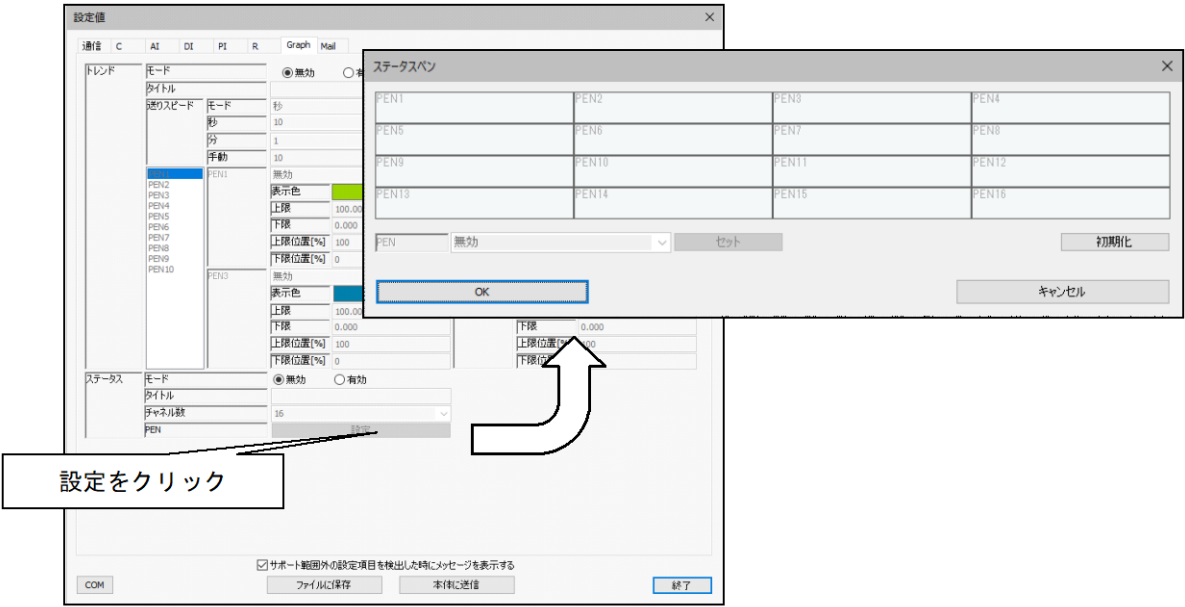 設定値
通信 C AI DI PI R Graph Mail
トレンド モード 無効
タイトル
送りスピード モード 秒
秒 10
分 1
手動 10
PEN1 PEN1 無効
PEN2
PEN3
PEN4
PEN5
PEN6
PEN7
PEN8
PEN9
PEN10
表示色
上限 100.00
下限 0.000
上限位置[%] 100
下限位置[%] 0
PEN3 無効
表示色
上限 100.00
下限 0.000 下限 0.000
上限位置[%] 100 上限位置[%
下限位置[%] 0
ステータス モード 無効 有効
タイトル
チャネル数 16
PEN 設定
設定をクリック
サポート範囲外の設定項目を検出した時にメッセージを表示する
COM ファイルに保存 本体に送信 終了
ステータスペン
PEN1 PEN2 PEN3 PEN4
PEN5 PEN6 PEN7 PEN8
PEN9 PEN10 PEN11 PEN12
PEN13 PEN14 PEN15 PEN16
PEN 無効 セット 初期化
OK キャンセル